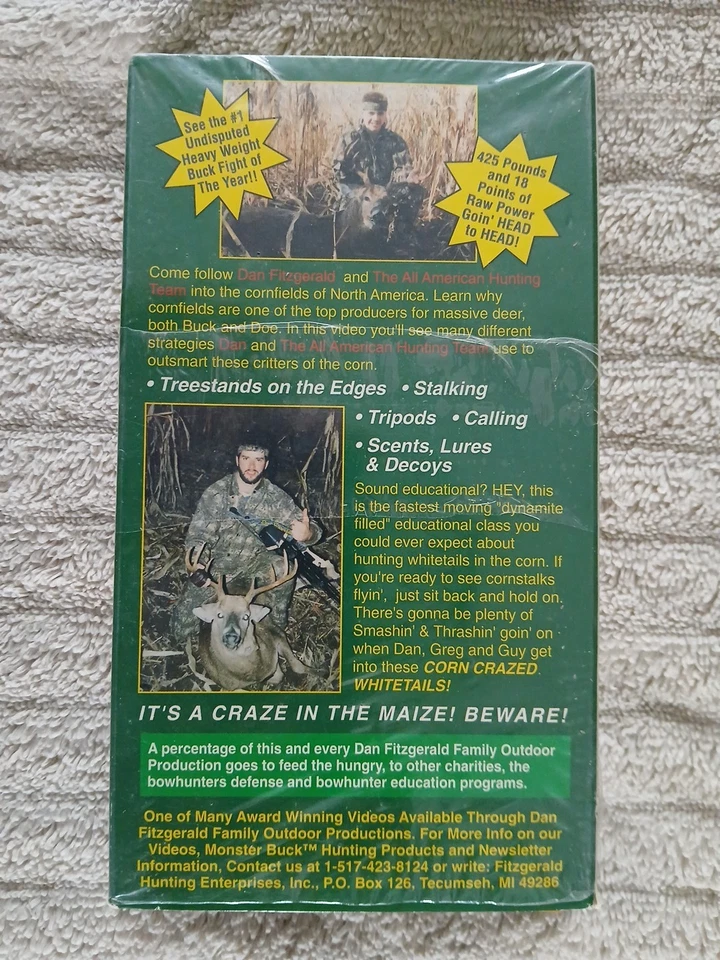 See the #1
Undisputed
Heavy Weight
Buck Fight of
The Year!!
425 Pounds
and 18
Points of
Raw Power
Goin' HEAD
to HEAD!
Come follow Dan Fitzgerald and The All American Hunting
Team into the cornfields of North America. Learn why
cornfields are one of the top producers for massive deer,
both Buck and Doe. In this video you'll see many different
strategies Dan and The All American Hunting Team use to
outsmart these critters of the corn.
• Treestands on the Edges • Stalking
• Tripods • Calling
• Scents, Lures
& Decoys
Sound educational? HEY, this
is the fastest moving "dynamite
filled" educational class you
could ever expect about
hunting whitetails in the corn. If
you're ready to see cornstalks
flyin', just sit back and hold on.
There's gonna be plenty of
Smashin' & Thrashin' goin' on
when Dan, Greg and Guy get
into these CORN CRAZED
WHITETAILS!
IT'S A CRAZE IN THE MAIZE! BEWARE!
A percentage of this and every Dan Fitzgerald Family Outdoor
Production goes to feed the hungry, to other charities, the
bowhunters defense and bowhunter education programs.
One of Many Award Winning Videos Available Through Dan
Fitzgerald Family Outdoor Productions. For More Info on our
Videos, Monster Buck™ Hunting Products and Newsletter
Information, Contact us at 1-517-423-8124 or write: Fitzgerald
Hunting Enterprises, Inc., P.O. Box 126, Tecumseh, MI 49286